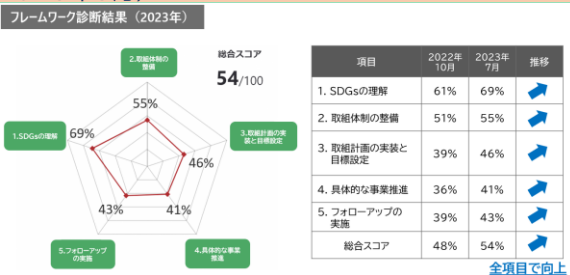 フレームワーク診断結果（2023年）
2.取組体制の
整備
総合スコア
54/100
55%
1.SDGsの理解
69%
3.取組計画の実
装と目標設定
46%
43%
41%
5.フォローアップ
の実施
4.具体的な事業
推進
項目 2022年10月 2023年7月 推移
1. SDGsの理解 61% 69%
2. 取組体制の整備 51% 55%
3. 取組計画の実装と
目標設定 39% 46%
4. 具体的な事業推進 36% 41%
5. フォローアップの
実施 39% 43%
総合スコア 48% 54%
全項目で向上